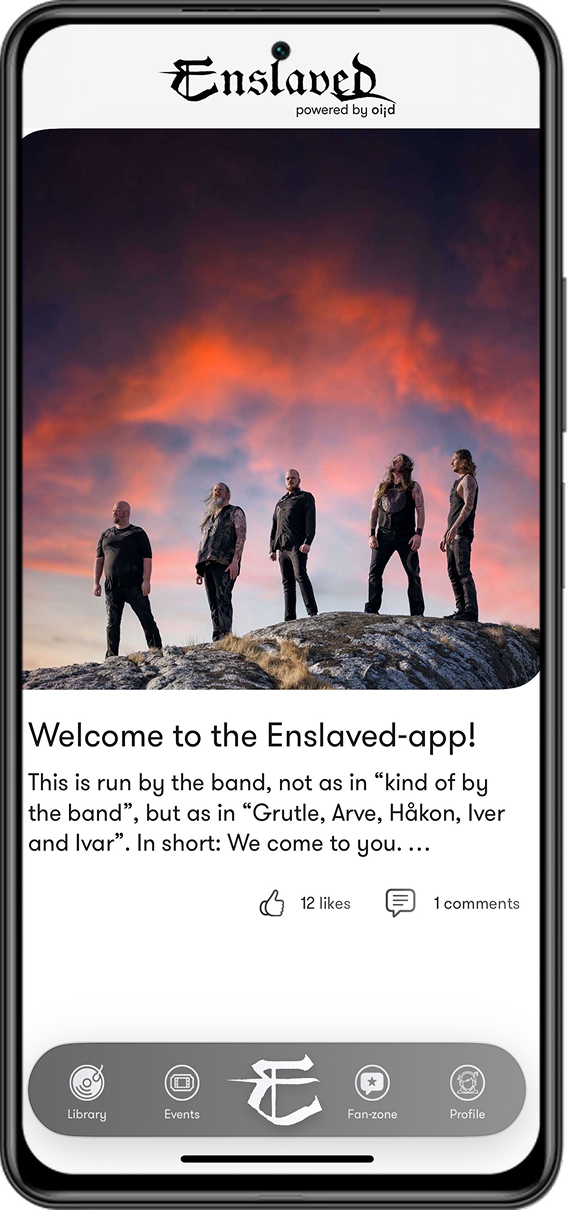 Enslaved
powered by oi¡d
Welcome to the Enslaved-app!
This is run by the band, not as in “kind of by
the band”, but as in “Grutle, Arve, Håkon, Iver
and Ivar”. In short: We come to you. ...
12 likes
1 comments
E
Library
Events
Fan-zone
Profile